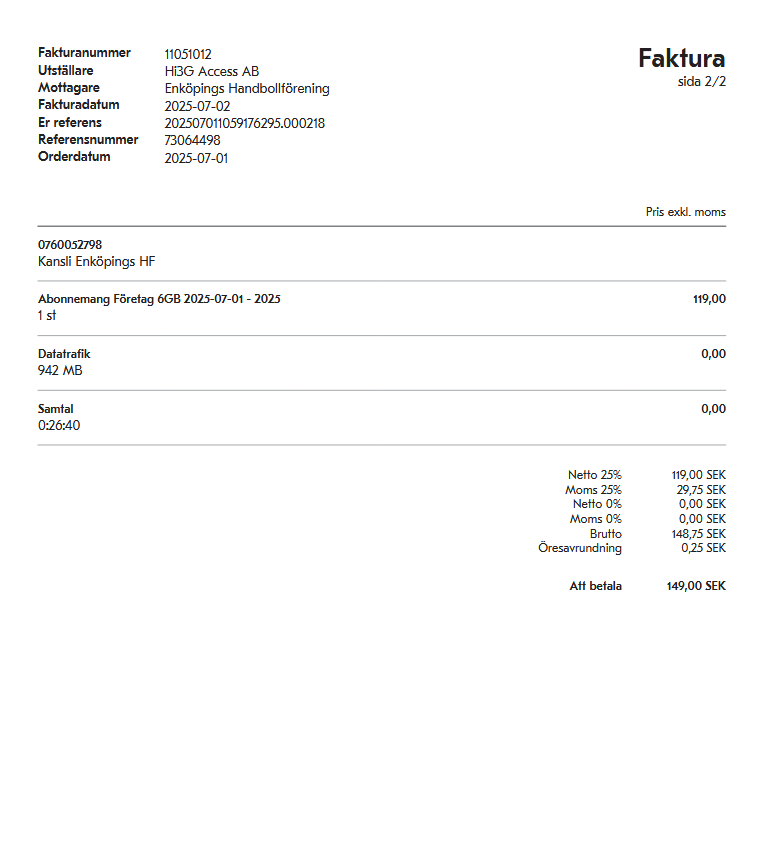 Faktura
sida 2/2
Fakturanummer 11051012
Utställare Hi3G Access AB
Mottagare Enköpings Handbollförening
Fakturadatum 2025-07-02
Er referens 202507011059176295.000218
Referensnummer 73064498
Orderdatum 2025-07-01
Pris exkl. moms
0760052798
Kansli Enköpings HF
Abonnemang Företag 6GB 2025-07-01 - 2025 119,00
1 st
Datatrafik 0,00
942 MB
Samtal 0,00
0:26:40
Netto 25% 119,00 SEK
Moms 25% 29,75 SEK
Netto 0% 0,00 SEK
Moms 0% 0,00 SEK
Brutto 148,75 SEK
Öresavrundning 0,25 SEK
Att betala 149,00 SEK